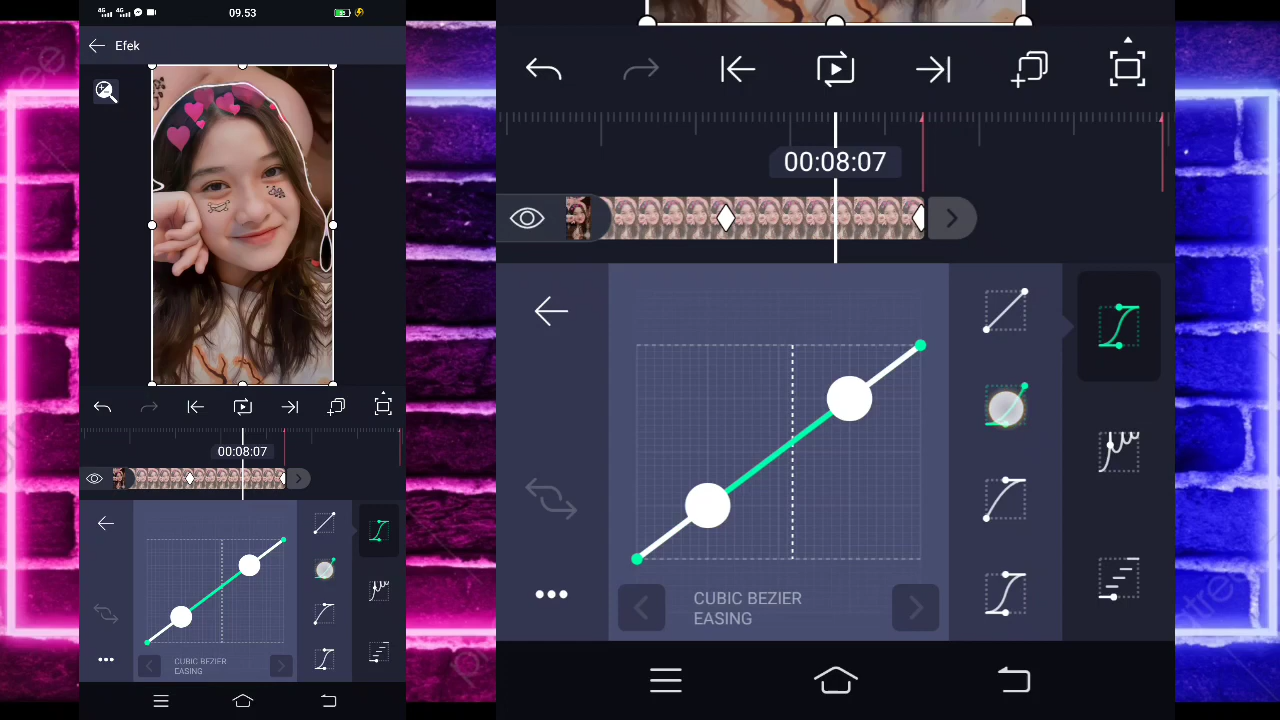 09.53
Efek
00:08:07
CUBIC BEZIER
EASING
00:08:07
CUBIC BEZIER
EASING